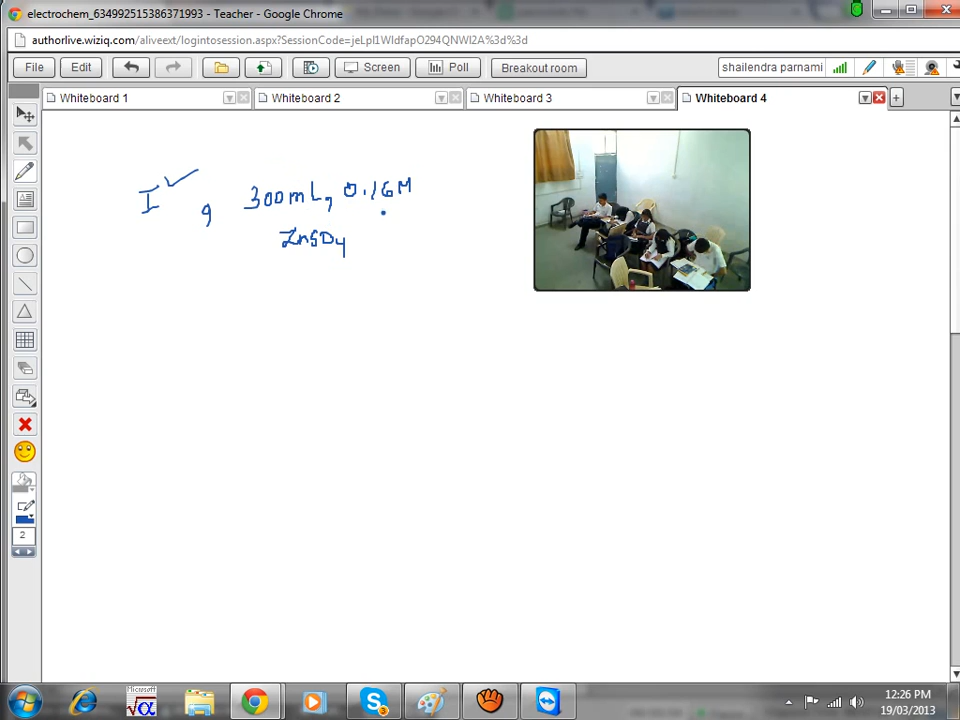 electrochem_634992515386371993 - Teacher - Google Chrome
authorlive.wiziq.com/aliveext/logintosession.aspx?SessionCode=jeLpI1WIdfapO294QNWI2A%3d%3d
File Edit Screen Poll Breakout room shailendra parnami
Whiteboard 1 Whiteboard 2 Whiteboard 3 Whiteboard 4
I, 300mL, 0.16M
ZnSO4
2
Microsoft
12:26 PM
19/03/2013